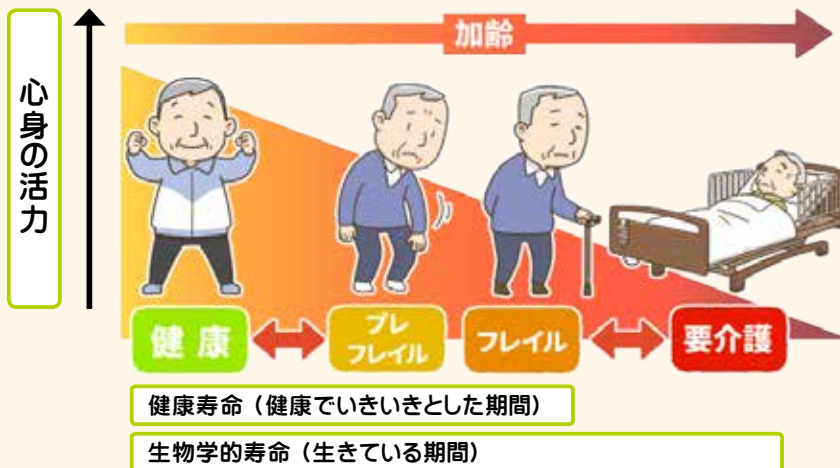 心身の活力
加齢
健康
プレ
フレイル
フレイル
要介護
健康寿命（健康でいきいきとした期間）
生物学的寿命（生きている期間）